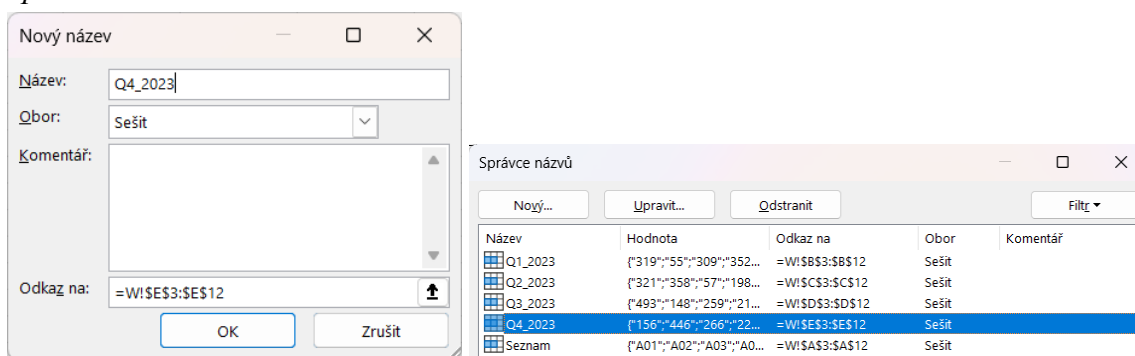 Nový název
Název: Q4_2023
Obor: Sešit
Komentář:
Odkaz na: =W!$E$3:$E$12
OK Zrušit
Správce názvů
Nový... Upravit... Odstranit Filtr
Název Hodnota Odkaz na Obor Komentář
Q1_2023 {"319";"55";"309";"352... =W!$B$3:$B$12 Sešit
Q2_2023 {"321";"358";"57";"198... =W!$C$3:$C$12 Sešit
Q3_2023 {"493";"148";"259";"21... =W!$D$3:$D$12 Sešit
Q4_2023 {"156";"446";"266";"22... =W!$E$3:$E$12 Sešit
Seznam {"A01";"A02";"A03";"A0... =W!$A$3:$A$12 Sešit